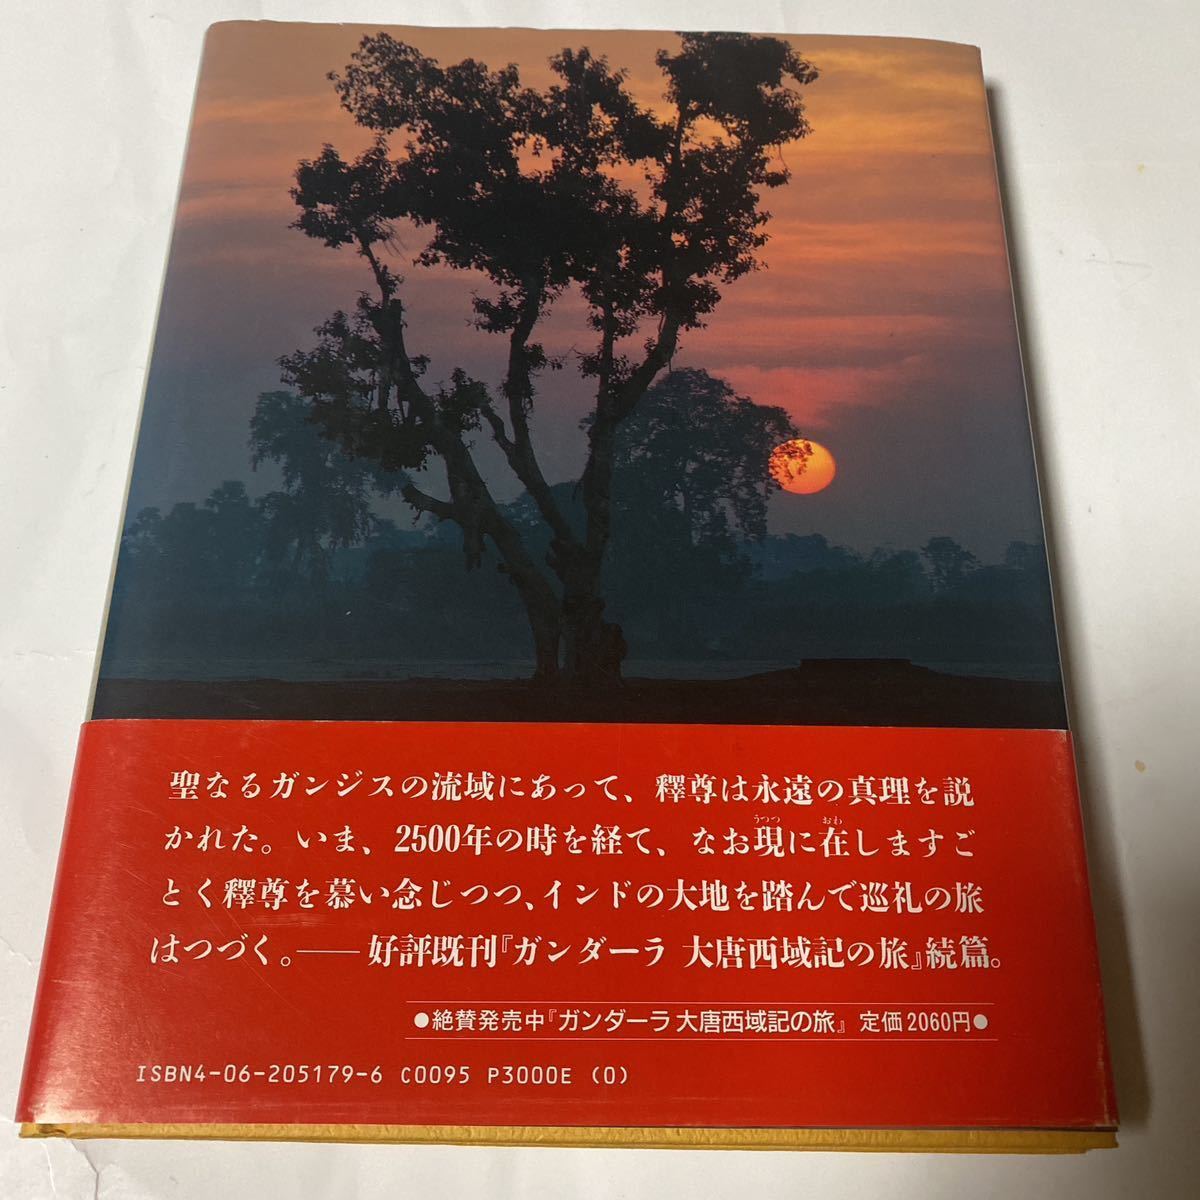 聖なるガンジスの流域にあって、釋尊は永遠の真理を説
かれた。いま、2500年の時を経て、なお現に在しますご
とく釋尊を慕い念じつつ、インドの大地を踏んで巡礼の旅
はつづく。――好評既刊『ガンダーラ 大唐西域記の旅』続篇。
うつつ
おわ
●絶賛発売中『ガンダーラ大唐西域記の旅』 定価2060円●
ISBN4-06-205179-6 C0095 P3000E (0)